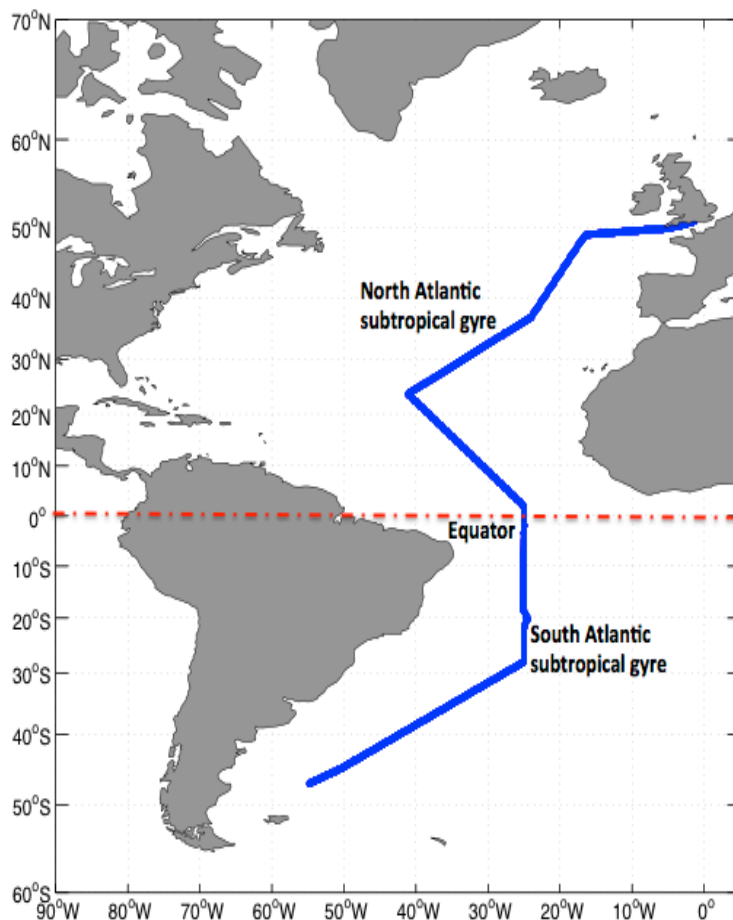 70°N
60°N
50°N
40°N
North Atlantic
subtropical gyre
30°N
20°N
10°N
0°
Equator
10°S
20°S
South Atlantic
subtropical gyre
30°S
40°S
50°S
60°S
90°W 80°W 70°W 60°W 50°W 40°W 30°W 20°W 10°W 0°